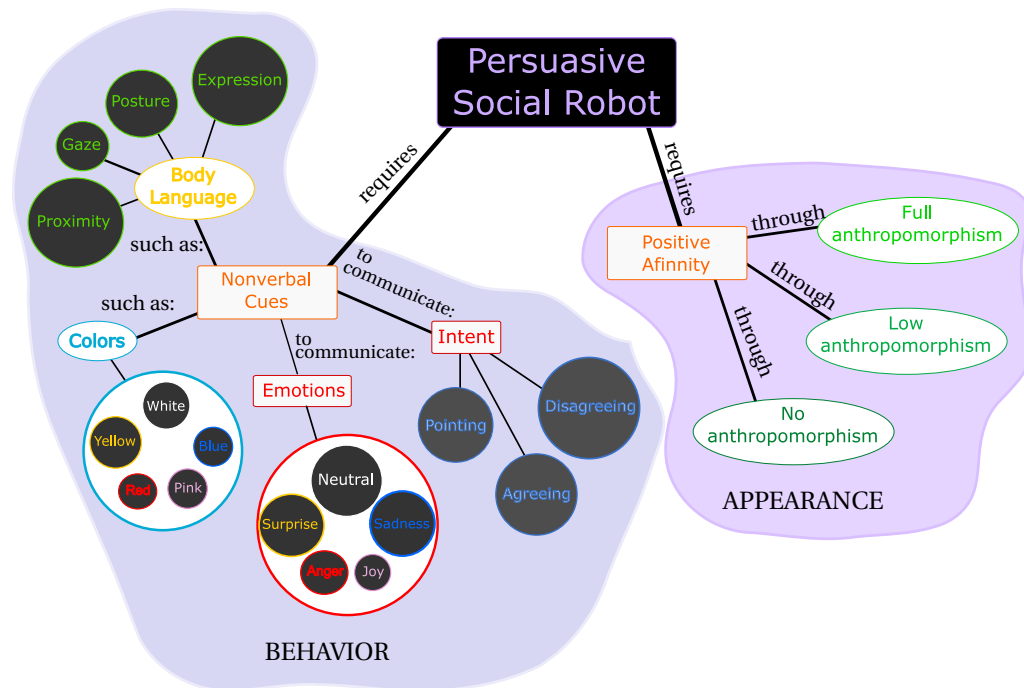 Persuasive
Social Robot
requires
requires
Expression
Posture
Gaze
Proximity
Body
Language
such as:
Nonverbal
Cues
such as:
Colors
White
Yellow
Blue
Red
Pink
to
communicate:
Emotions
Neutral
Surprise
Sadness
Anger
Joy
to
communicate:
Intent
Pointing
Disagreeing
Agreeing
BEHAVIOR
Positive
Afinnity
through
Full
anthropomorphism
through
Low
anthropomorphism
through
No
anthropomorphism
APPEARANCE